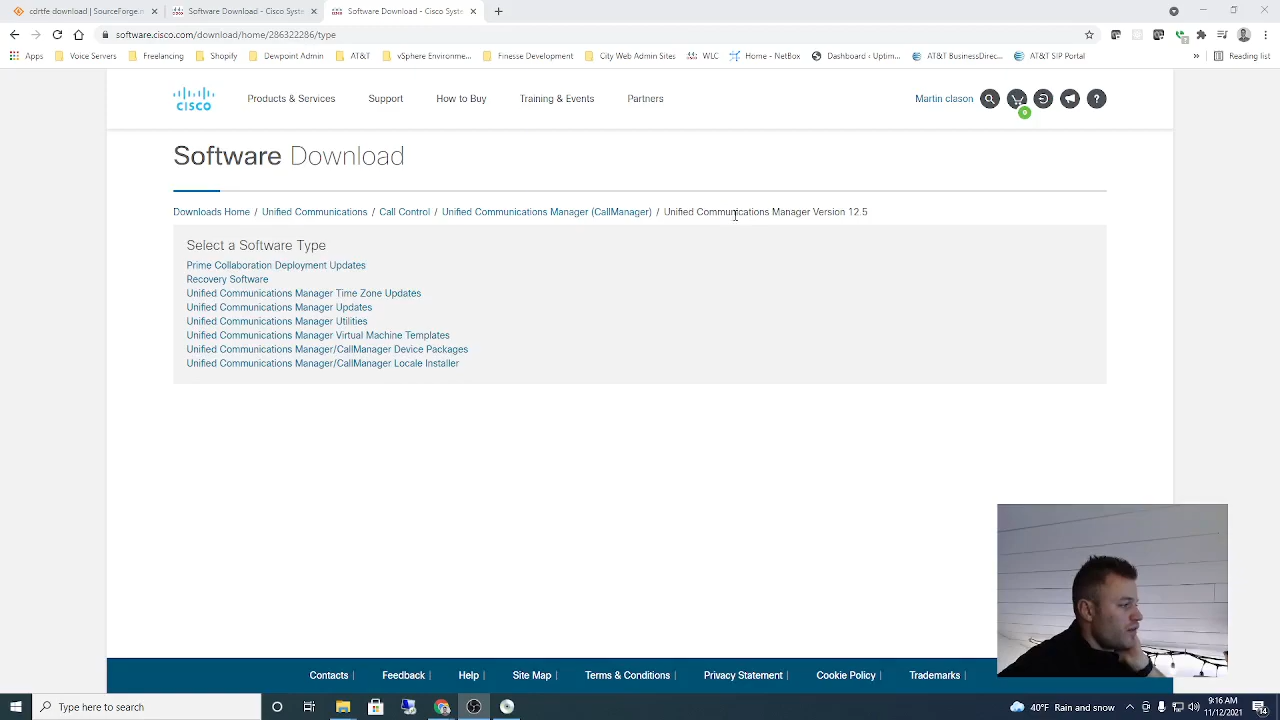 cdrtfe download | SourceForge.n
Download - Cisco Syste
Software Download - Cisco Syst
software.cisco.com/download/home/286322286/type
Apps
Voice Servers
Freelancing
Shopify
Dewpoint Admin
AT&T
vSphere Environme...
Finesse Development
City Web Admin Sites
WLC
Home - NetBox
Dashboard ‹ Uptim...
AT&T BusinessDirec...
AT&T SIP Portal
»
Reading list
CISCO
Products & Services
Support
How to Buy
Training & Events
Partners
Martin clason
0
Software Download
Downloads Home / Unified Communications / Call Control / Unified Communications Manager (CallManager) / Unified Communications Manager Version 12.5
Select a Software Type
Prime Collaboration Deployment Updates
Recovery Software
Unified Communications Manager Time Zone Updates
Unified Communications Manager Updates
Unified Communications Manager Utilities
Unified Communications Manager Virtual Machine Templates
Unified Communications Manager/CallManager Device Packages
Unified Communications Manager/CallManager Locale Installer
Contacts |
Feedback |
Help |
Site Map |
Terms & Conditions |
Privacy Statement |
Cookie Policy |
Trademarks |
Type here to search
40°F Rain and snow
9:16 AM
11/12/2021